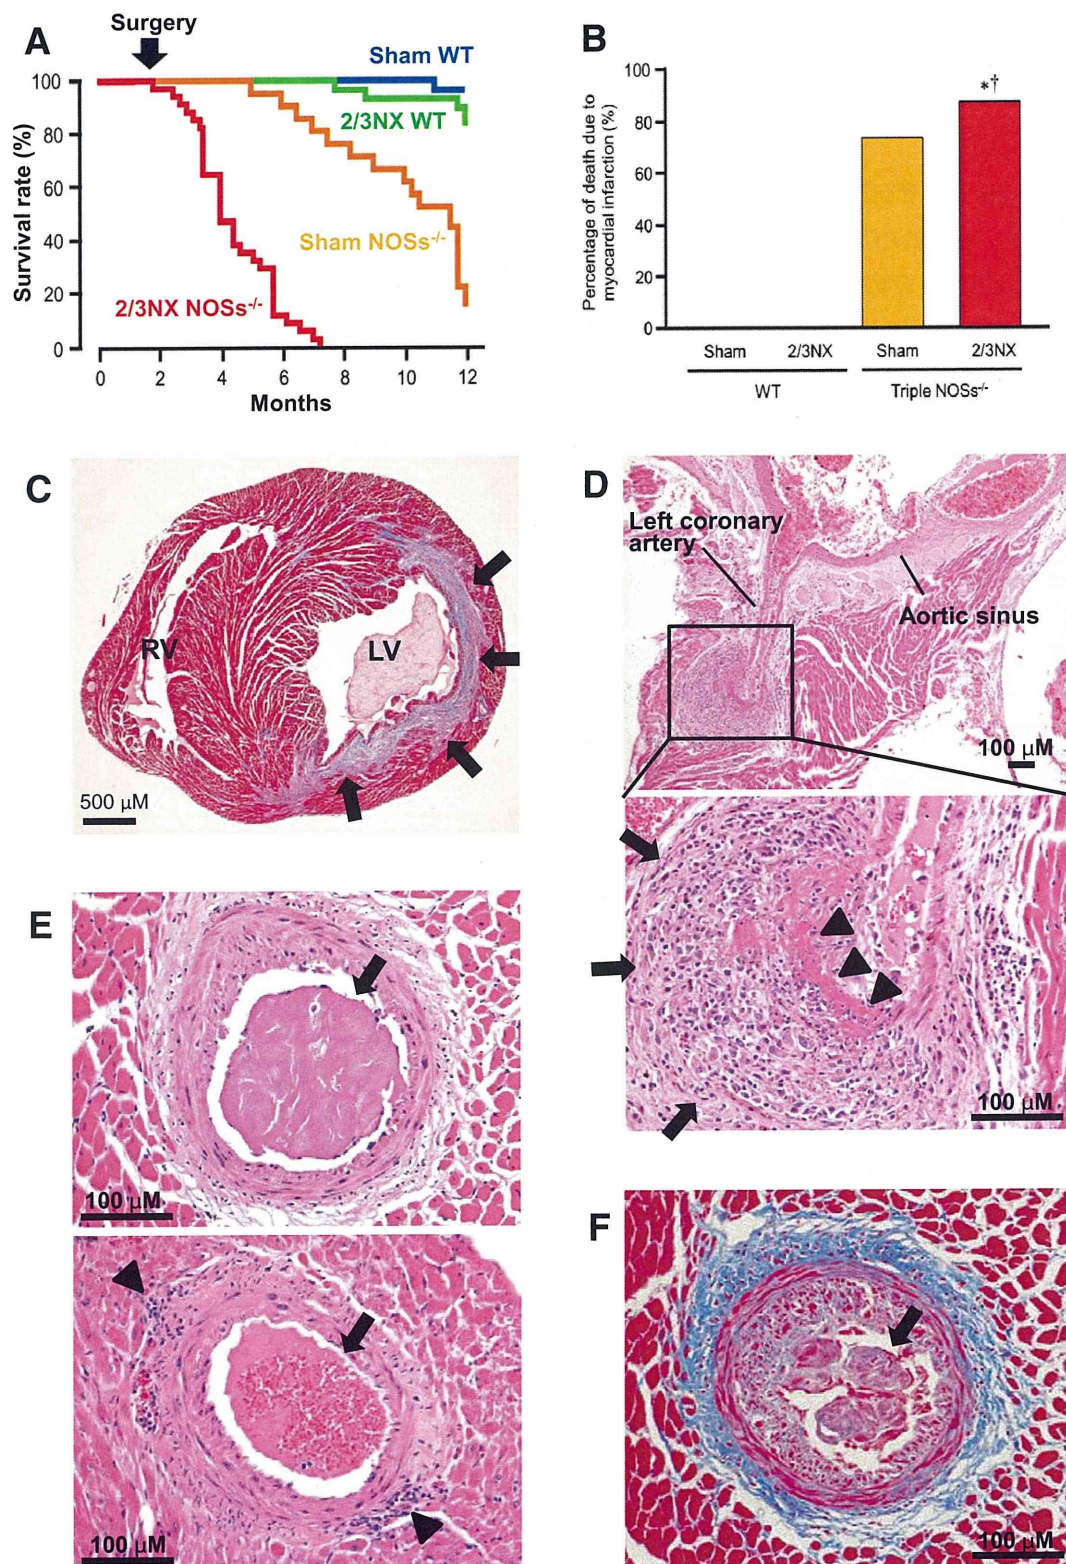 A
Surgery
Sham WT
2/3NX WT
Sham NOSs-/-
2/3NX NOSs-/-
Survival rate (%)
100
80
60
40
20
0
0 2 4 6 8 10 12
Months
B
Percentage of death due to
myocardial infarction (%)
100
80
60
40
20
0
*†
Sham 2/3NX Sham 2/3NX
WT Triple NOSs-/-
C
RV
LV
500 µM
D
Left coronary
artery
Aortic sinus
100 µM
100 µM
E
100 µM
100 µM
F
100 µM